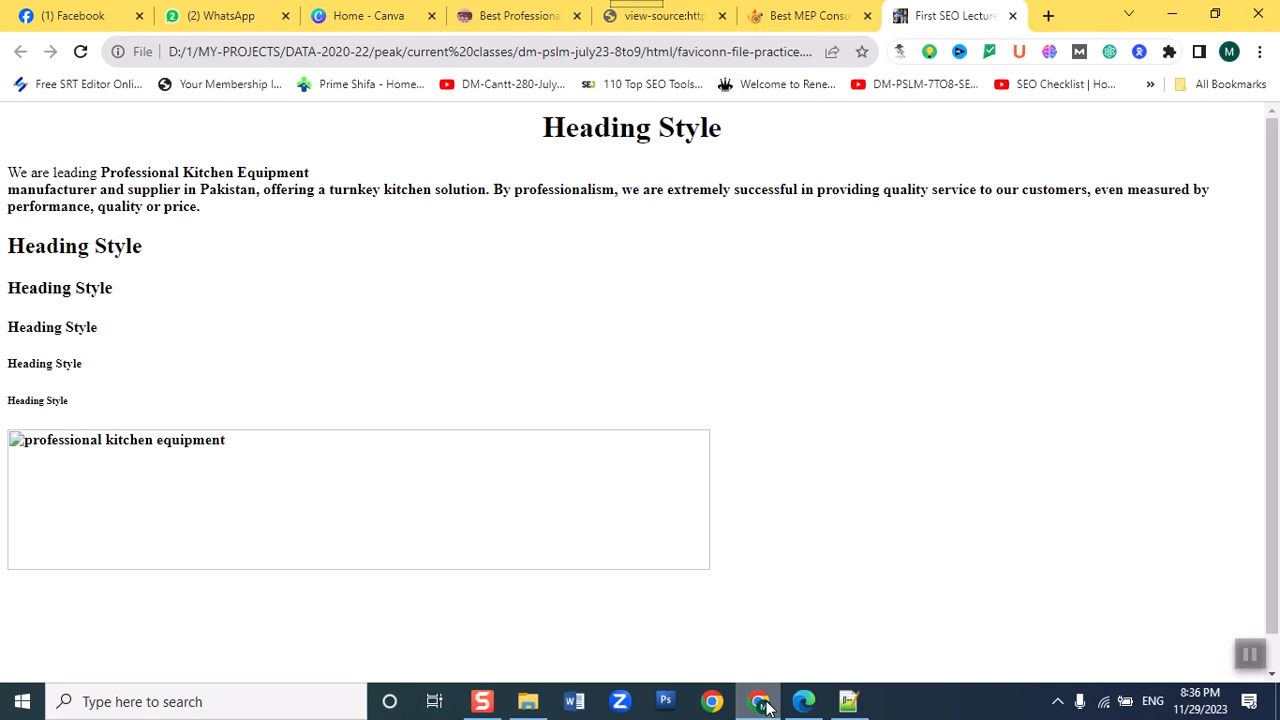 (1) Facebook
(2) WhatsApp
Home - Canva
Best Professiona
view-source:http
Best MEP Consu
First SEO Lecture
File
D:/MY-PROJECTS/DATA-2020-22/peak/current%20classes/dm-pslm-july23-8to9/html/faviconn-file-practice....
Free SRT Editor Onli...
Your Membership I...
Prime Shifa - Home...
DM-Cantt-280-July...
SEJ
110 Top SEO Tools...
Welcome to Rene...
DM-PSLM-7TO8-SE...
SEO Checklist | Ho...
»
All Bookmarks
Heading Style
We are leading Professional Kitchen Equipment
manufacturer and supplier in Pakistan, offering a turnkey kitchen solution. By professionalism, we are extremely successful in providing quality service to our customers, even measured by
performance, quality or price.
Heading Style
Heading Style
Heading Style
Heading Style
Heading Style
professional kitchen equipment
Type here to search
ENG
8:36 PM
11/29/2023